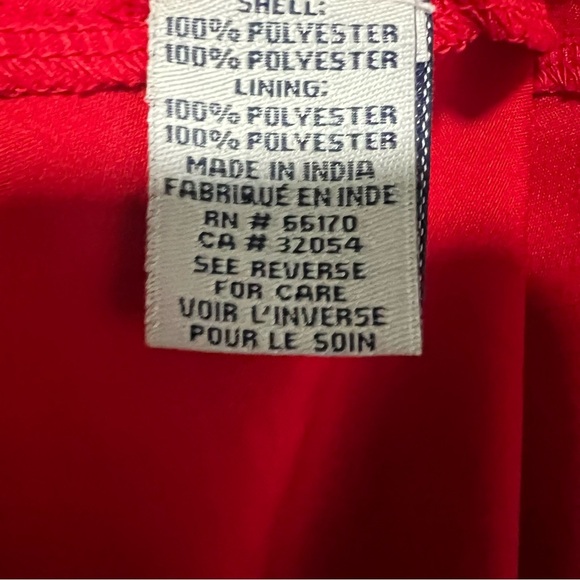 SHELL:
100% POLYESTER
100% POLYESTER
LINING:
100% POLYESTER
100% POLYESTER
MADE IN INDIA
FABRIQUÉ EN INDE
RN # 66170
CA # 32054
SEE REVERSE
FOR CARE
VOIR L'INVERSE
POUR LE SOIN